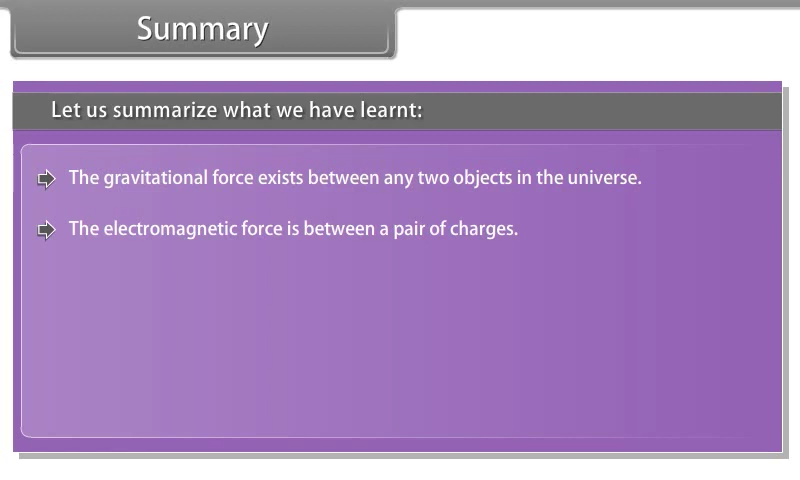 Summary
Let us summarize what we have learnt:
The gravitational force exists between any two objects in the universe.
The electromagnetic force is between a pair of charges.